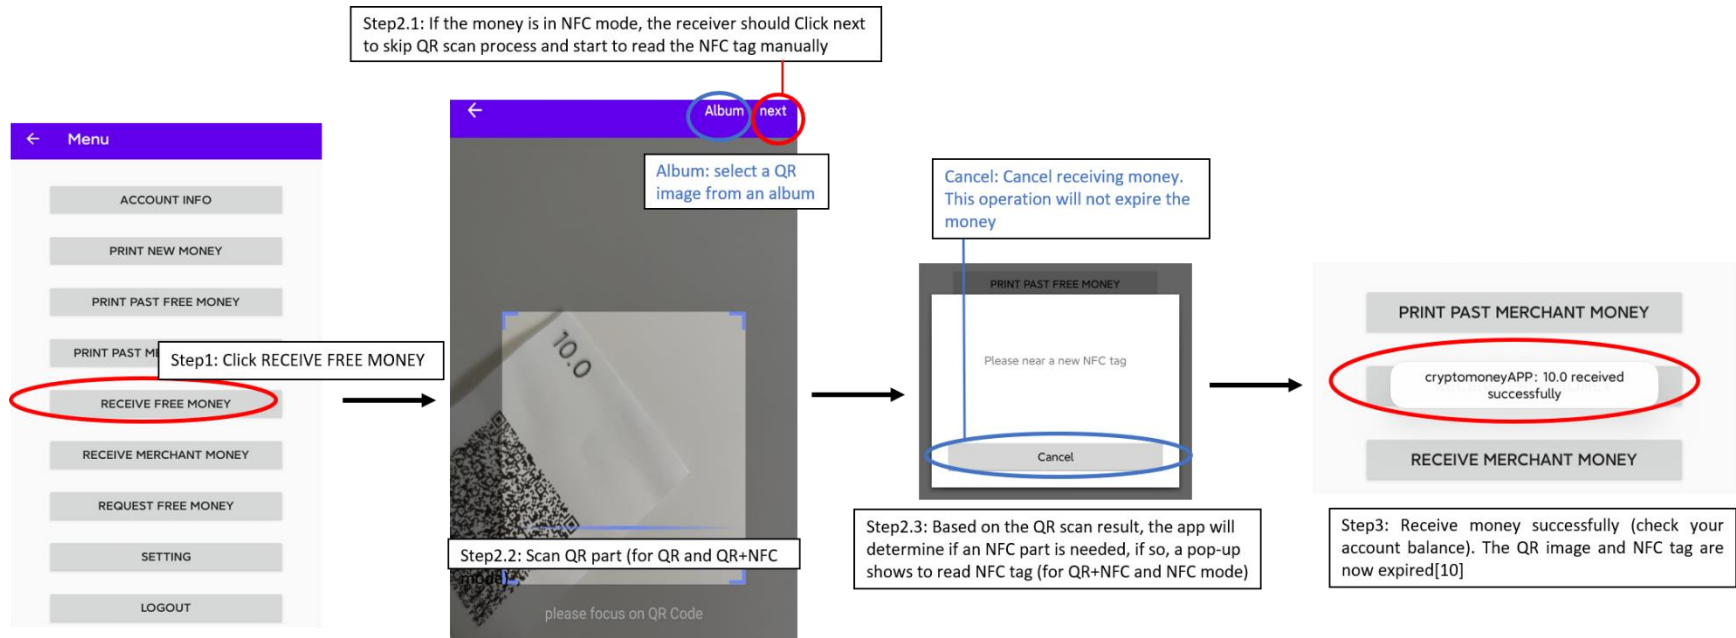 Step2.1: If the money is in NFC mode, the receiver should Click next
to skip QR scan process and start to read the NFC tag manually
← Menu
ACCOUNT INFO
PRINT NEW MONEY
PRINT PAST FREE MONEY
PRINT PAST ME
Step1: Click RECEIVE FREE MONEY
RECEIVE FREE MONEY
RECEIVE MERCHANT MONEY
REQUEST FREE MONEY
SETTING
LOGOUT
← Album next
Album: select a QR
image from an album
10.0
Step2.2: Scan QR part (for QR and QR+NFC
mode)
please focus on QR Code
Cancel: Cancel receiving money.
This operation will not expire the
money
PRINT PAST FREE MONEY
Please near a new NFC tag
Cancel
Step2.3: Based on the QR scan result, the app will
determine if an NFC part is needed, if so, a pop-up
shows to read NFC tag (for QR+NFC and NFC mode)
PRINT PAST MERCHANT MONEY
cryptomoneyAPP: 10.0 received
successfully
RECEIVE MERCHANT MONEY
Step3: Receive money successfully (check your
account balance). The QR image and NFC tag are
now expired[10]